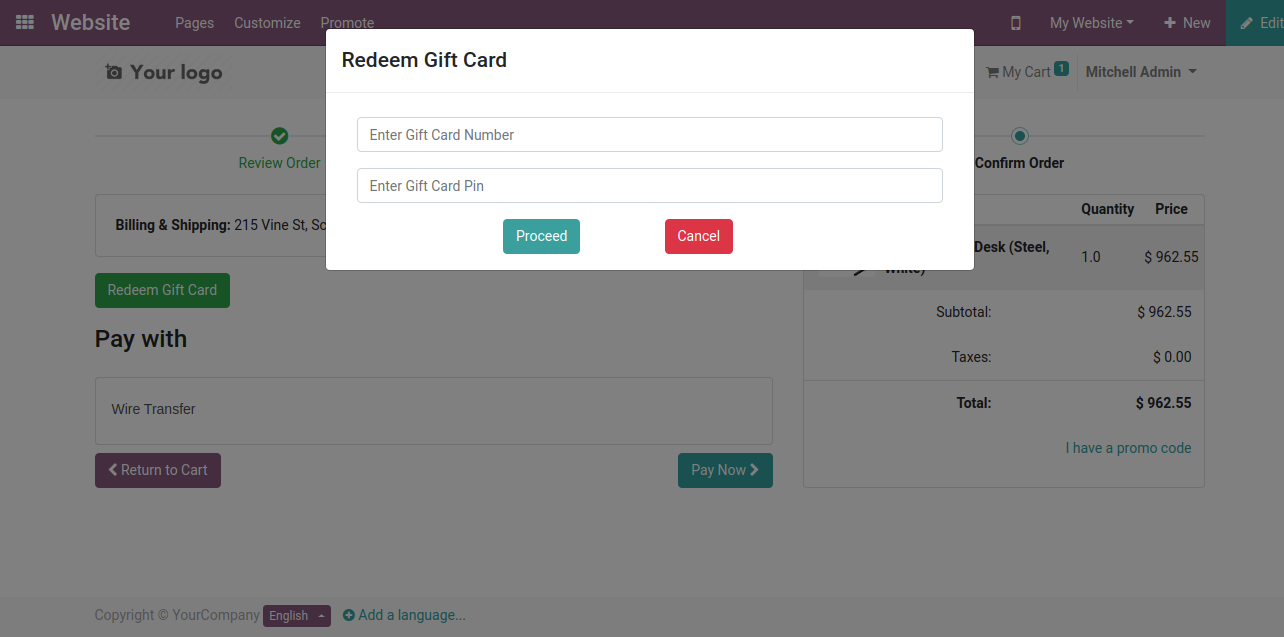 Website Pages Customize Promote My Website New Edit
Your logo My Cart 1 Mitchell Admin
Redeem Gift Card
Enter Gift Card Number
Enter Gift Card Pin
Proceed Cancel
Review Order Confirm Order
Billing & Shipping: 215 Vine St,
Redeem Gift Card
Pay with
Wire Transfer
Return to Cart Pay Now
Quantity Price
Desk (Steel, 1.0 $ 962.55
Subtotal: $ 962.55
Taxes: $ 0.00
Total: $ 962.55
I have a promo code
Copyright © YourCompany English Add a language...